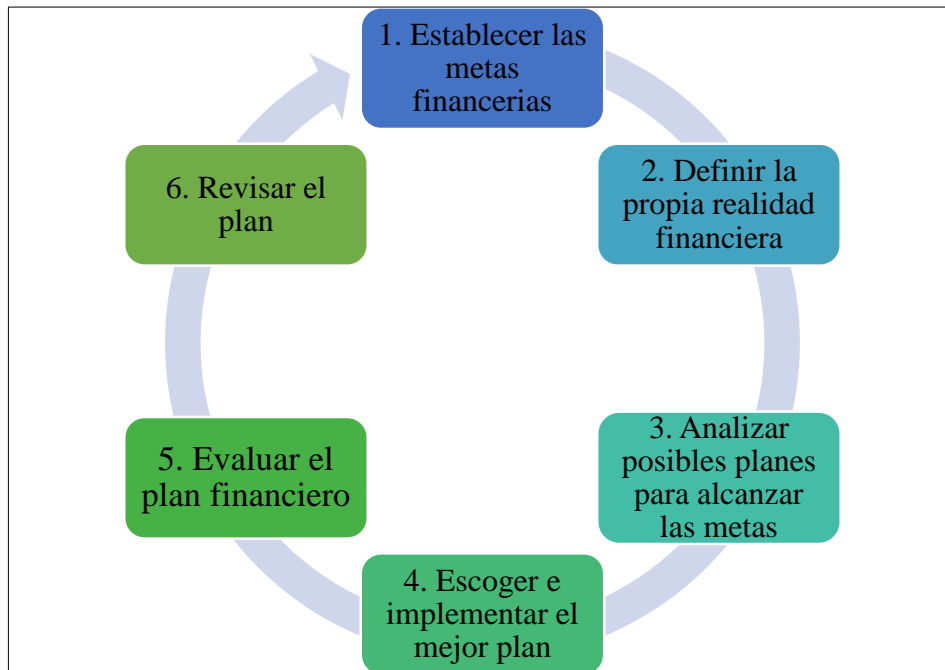 1. Establecer las
metas
financerias
2. Definir la
propia realidad
financiera
3. Analizar
posibles planes
para alcanzar
las metas
4. Escoger e
implementar el
mejor plan
5. Evaluar el
plan financiero
6. Revisar el
plan